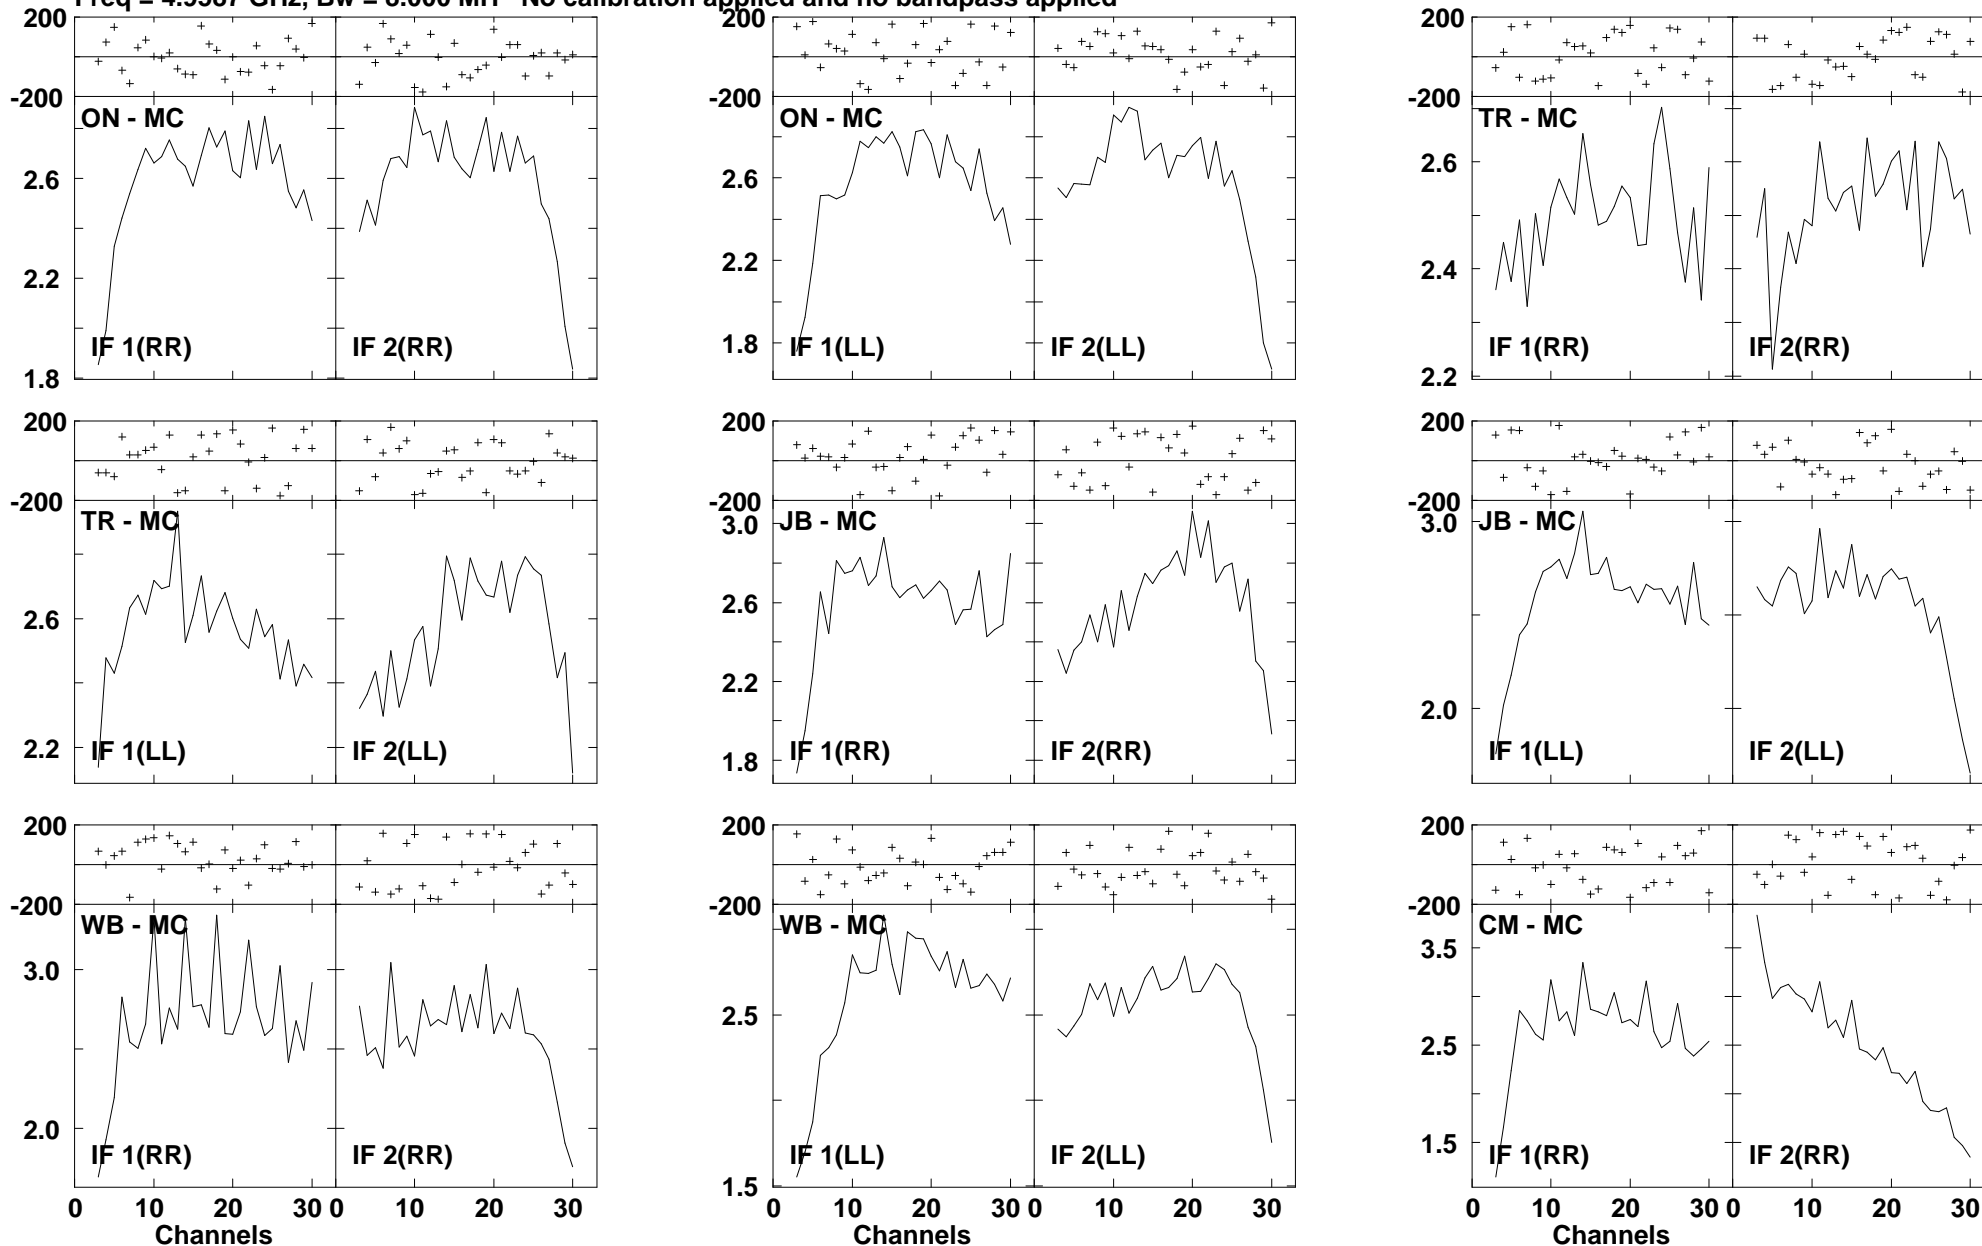 No calibration applied and no bandpass applied
200 200 200
-200 -200
ON - MC ON - MC TR - MC
2.6 2.6 2.6
2.2 2.2 2.4
1.8 1.8 2.2
IF 1(RR) IF 2(RR) IF 1(LL) IF 2(LL) IF 1(RR) IF 2(RR)
200 200 200
-200 -200 -200
TR - MC JB - MC JB - MC
3.0 3.0
2.6 2.6
2.2 2.2 2.0
1.8
IF 1(LL) IF 2(LL) IF 1(RR) IF 2(RR) IF 1(LL) IF 2(LL)
200 200 200
-200 -200 -200
WB - MC WB - MC CM - MC
3.0 2.5 3.5
2.0 1.5 2.5
1.5
IF 1(RR) IF 2(RR) IF 1(LL) IF 2(LL) IF 1(RR) IF 2(RR)
0 10 20 30 0 10 20 30 0 10 20 30 0 10 20 30 0 10 20 30 0 10 20 30
Channels Channels Channels